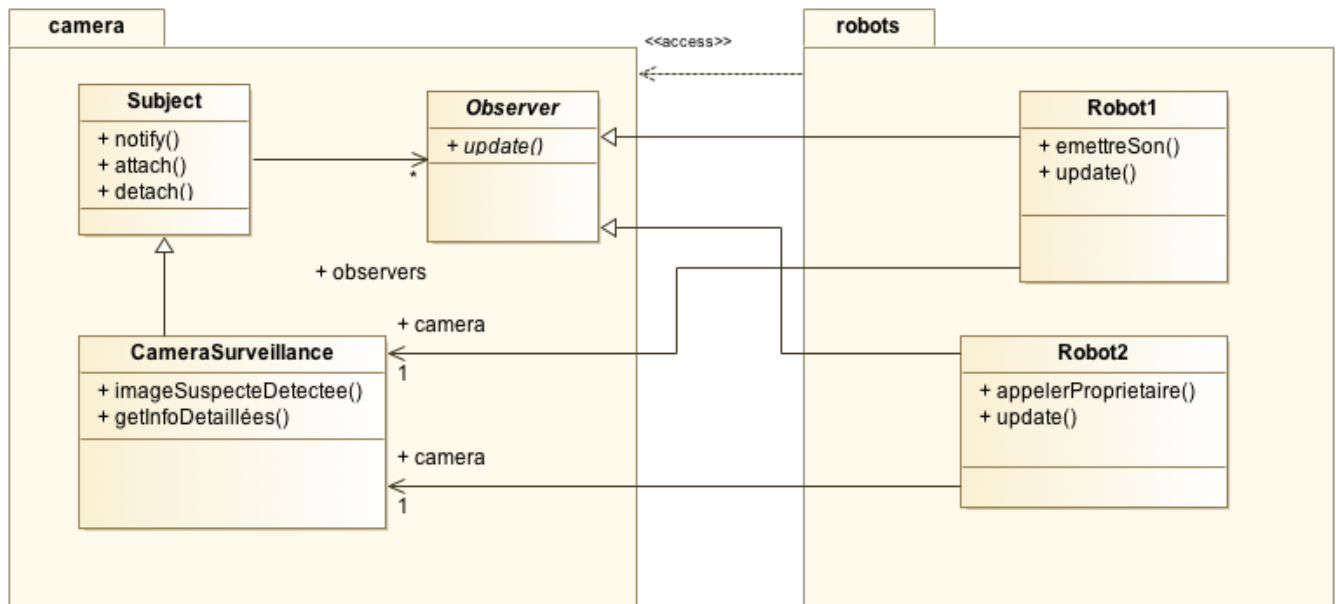 camera
robots
<<access>>
Subject
+ notify()
+ attach()
+ detach()
Observer
+ update()
*
Robot1
+ emettreSon()
+ update()
+ observers
+ camera
1
CameraSurveillance
+ imageSuspecteDetectee()
+ getInfoDetaillées()
+ camera
1
Robot2
+ appelerProprietaire()
+ update()